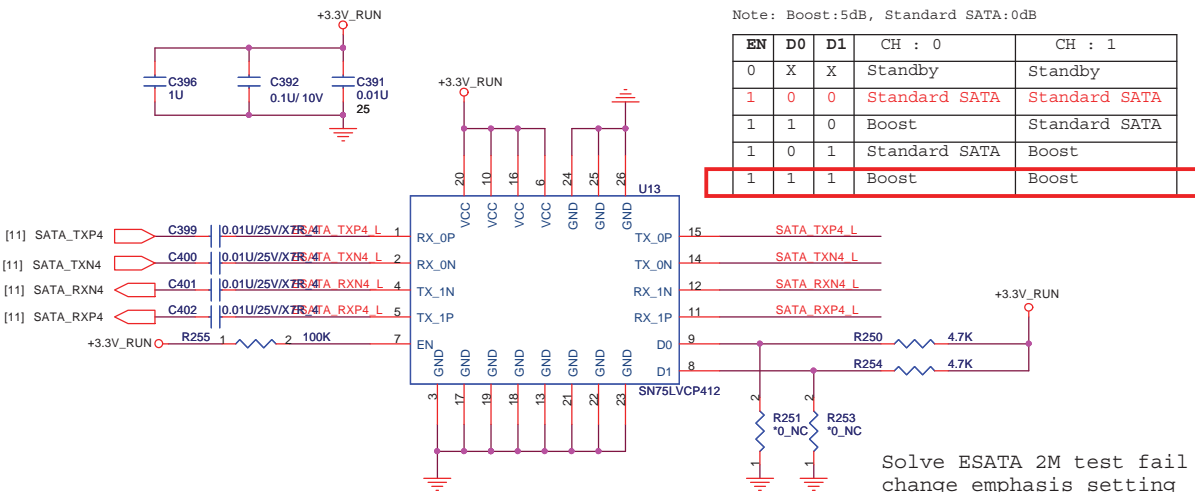 Note: Boost:5dB, Standard SATA:0dB
EN D0 D1 CH : 0 CH : 1
0 X X Standby Standby
1 0 0 Standard SATA Standard SATA
1 1 0 Boost Standard SATA
1 0 1 Standard SATA Boost
1 1 1 Boost Boost
+3.3V_RUN
C396
1U
C392
0.1U/ 10V
C391
0.01U
25
+3.3V_RUN
20 10 16 6 24 25 26
U13
VCC VCC VCC VCC GND GND GND
[11] SATA_TXP4 C399 0.01U/25V/X7R_4 ESATA_TXP4_L 1 RX_0P
[11] SATA_TXN4 C400 0.01U/25V/X7R_4 ESATA_TXN4_L 2 RX_0N
[11] SATA_RXN4 C401 0.01U/25V/X7R_4 ESATA_RXN4_L 4 TX_1N
[11] SATA_RXP4 C402 0.01U/25V/X7R_4 ESATA_RXP4_L 5 TX_1P
+3.3V_RUN R255 1 2 100K 7 EN
TX_0P 15 SATA_TXP4_L
TX_0N 14 SATA_TXN4_L
RX_1N 12 SATA_RXN4_L
RX_1P 11 SATA_RXP4_L
D0 9 R250 4.7K
D1 8 R254 4.7K
+3.3V_RUN
GND GND GND GND GND GND GND GND
SN75LVCP412
3 17 19 18 13 21 22 23
2 R251 *0_NC 1
2 R253 *0_NC 1
Solve ESATA 2M test fail
change emphasis setting